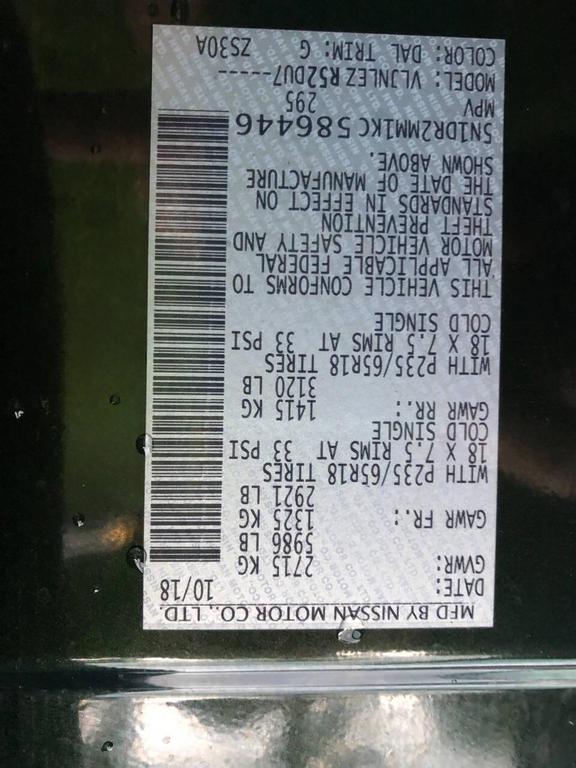 MFD BY NISSAN MOTOR CO., LTD.
DATE: 10/18
GVWR: 2715 KG
5986 LB
GAWR FR.: 1325 KG
2921 LB
WITH P235/65R18 TIRES
18 X 7.5 RIMS AT 33 PSI
COLD SINGLE
GAWR RR.: 1415 KG
3120 LB
WITH P235/65R18 TIRES
18 X 7.5 RIMS AT 33 PSI
COLD SINGLE
THIS VEHICLE CONFORMS TO
ALL APPLICABLE FEDERAL
MOTOR VEHICLE SAFETY AND
THEFT PREVENTION
STANDARDS IN EFFECT ON
THE DATE OF MANUFACTURE
SHOWN ABOVE.
5N1DR2MM1KC586446
MPV 295
MODEL: VLJNLEZ R52DU7-----
COLOR: DAL TRIM: G ZS30A